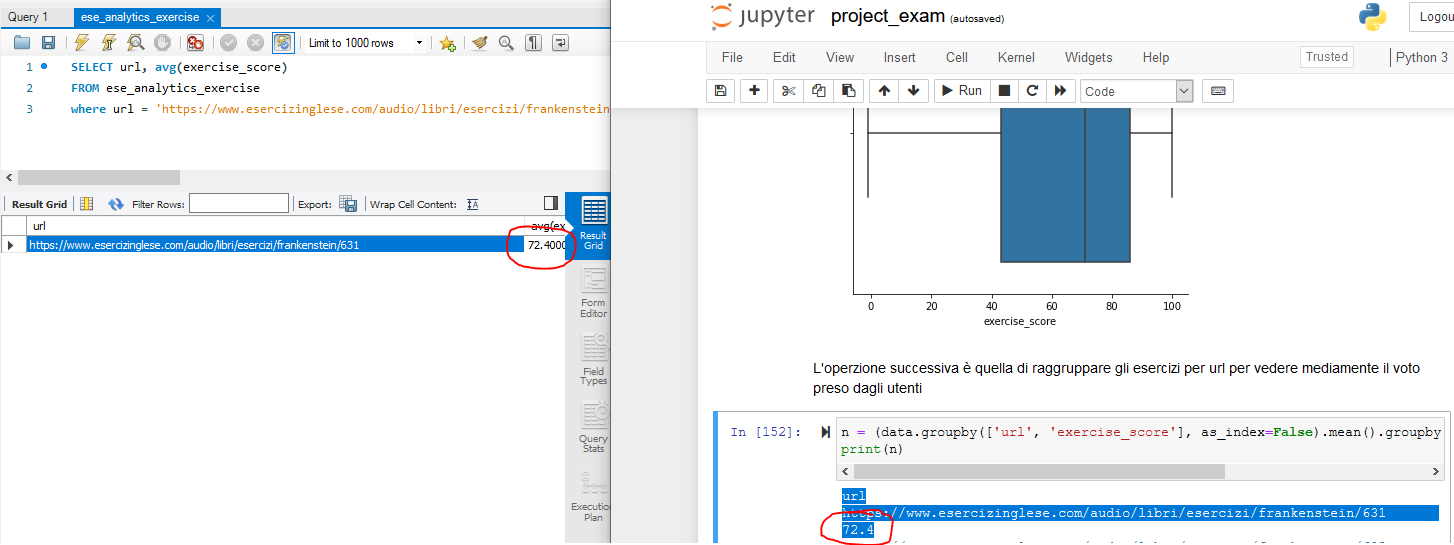 Query 1
ese_analytics_exercise
Limit to 1000 rows
1 SELECT url, avg(exercise_score)
2 FROM ese_analytics_exercise
3 where url = 'https://www.esercizinglese.com/audio/libri/esercizi/frankenstein
Result Grid
Filter Rows:
Export:
Wrap Cell Content:
url
avg(ex
https://www.esercizinglese.com/audio/libri/esercizi/frankenstein/631
72.4000
Result
Grid
Form
Editor
Field
Types
Query
Stats
Execution
Plan
jupyter project_exam (autosaved)
Logou
File Edit View Insert Cell Kernel Widgets Help
Trusted
Python 3
Run
Code
0 20 40 60 80 100
exercise_score
L'operzione successiva è quella di raggruppare gli esercizi per url per vedere mediamente il voto
preso dagli utenti
In [152]:
n = (data.groupby(['url', 'exercise_score'], as_index=False).mean().groupby
print(n)
url
https://www.esercizinglese.com/audio/libri/esercizi/frankenstein/631
72.4